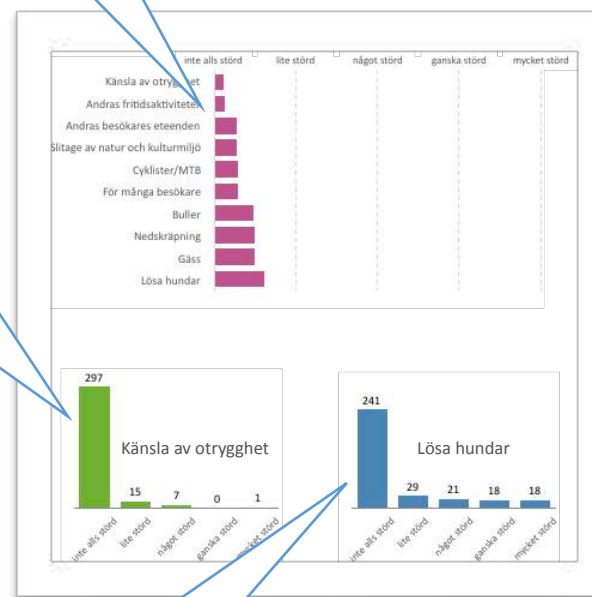 inte alls störd lite störd något störd ganska störd mycket störd
Känsla av otrygghet
Andras fritidsaktiviteter
Andras besökares eteenden
Slitage av natur och kulturmiljö
Cyklister/MTB
För många besökare
Buller
Nedskräpning
Gäss
Lösa hundar
297
15
7
0
1
Känsla av otrygghet
inte alls störd
lite störd
något störd
ganska störd
mycket störd
241
29
21
18
18
Lösa hundar
inte alls störd
lite störd
något störd
ganska störd
mycket störd